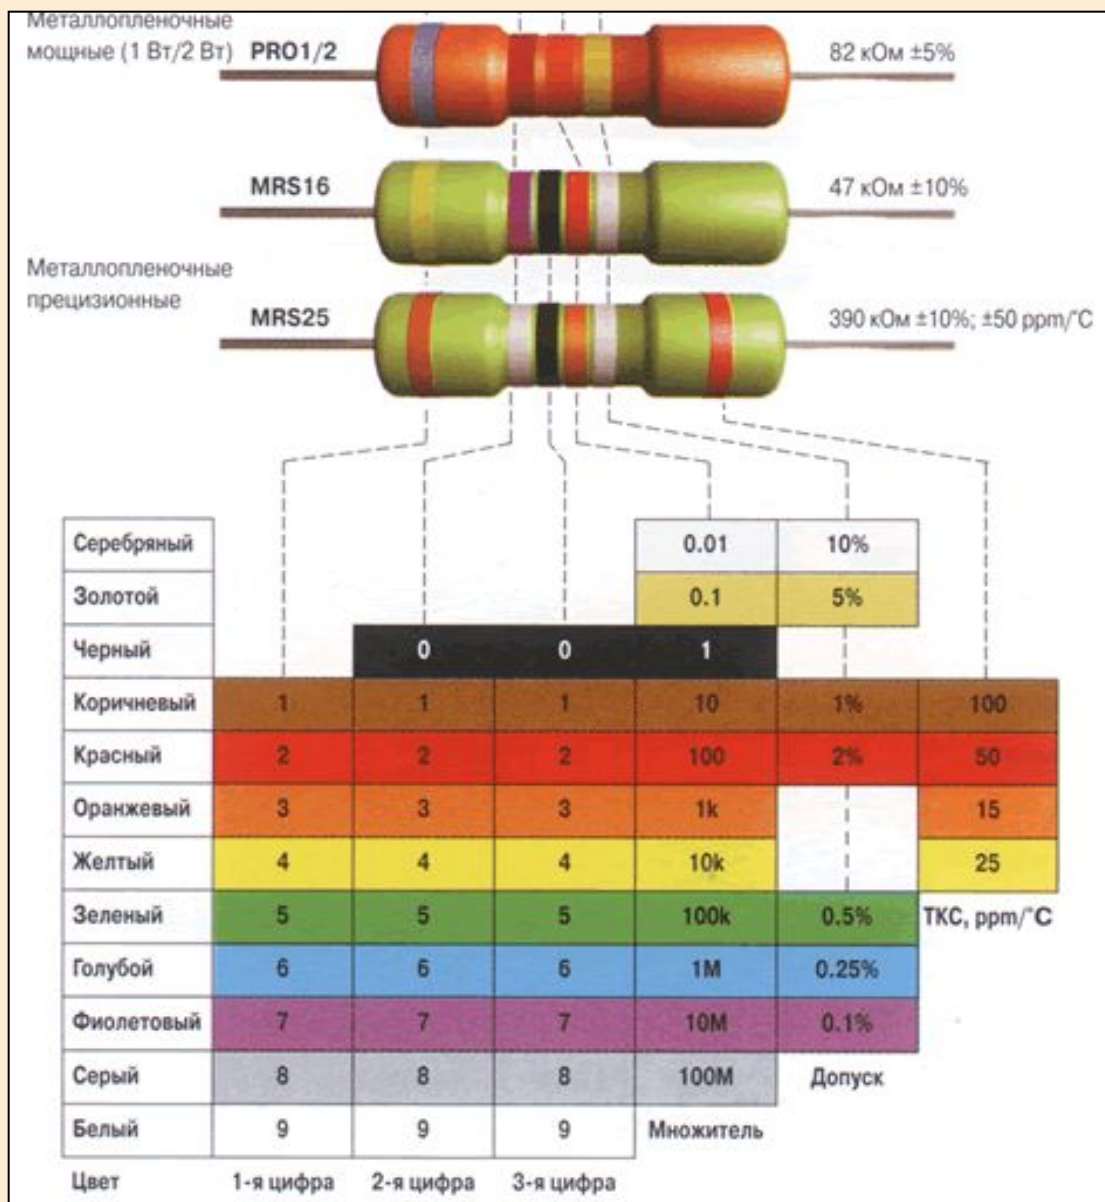 Металлопленочные
мощные (1 Вт/2 Вт) PRO1/2 82 кОм ±5%
MRS16 47 кОм ±10%
Металлопленочные
прецизионные
MRS25 390 кОм ±10%; ±50 ppm/°C
Серебряный 0.01 10%
Золотой 0.1 5%
Черный 0 0 1
Коричневый 1 1 1 10 1% 100
Красный 2 2 2 100 2% 50
Оранжевый 3 3 3 1k 15
Желтый 4 4 4 10k 25
Зеленый 5 5 5 100k 0.5% ТКС, ppm/°C
Голубой 6 6 6 1M 0.25%
Фиолетовый 7 7 7 10M 0.1%
Серый 8 8 8 100M Допуск
Белый 9 9 9 Множитель
Цвет 1-я цифра 2-я цифра 3-я цифра